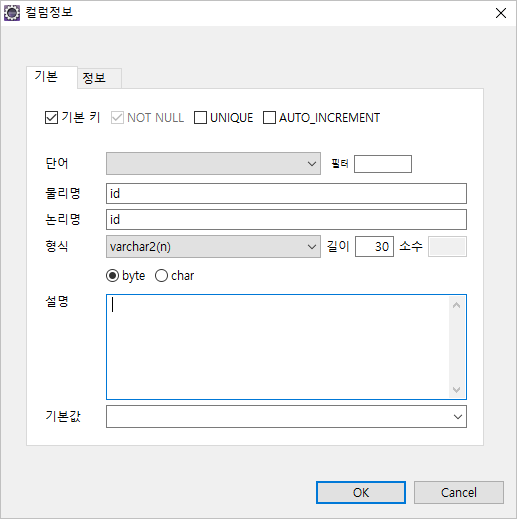 컬럼정보
기본 정보
기본 키 NOT NULL UNIQUE AUTO_INCREMENT
단어 필터
물리명 id
논리명 id
형식 varchar2(n) 길이 30 소수
byte char
설명
기본값
OK Cancel